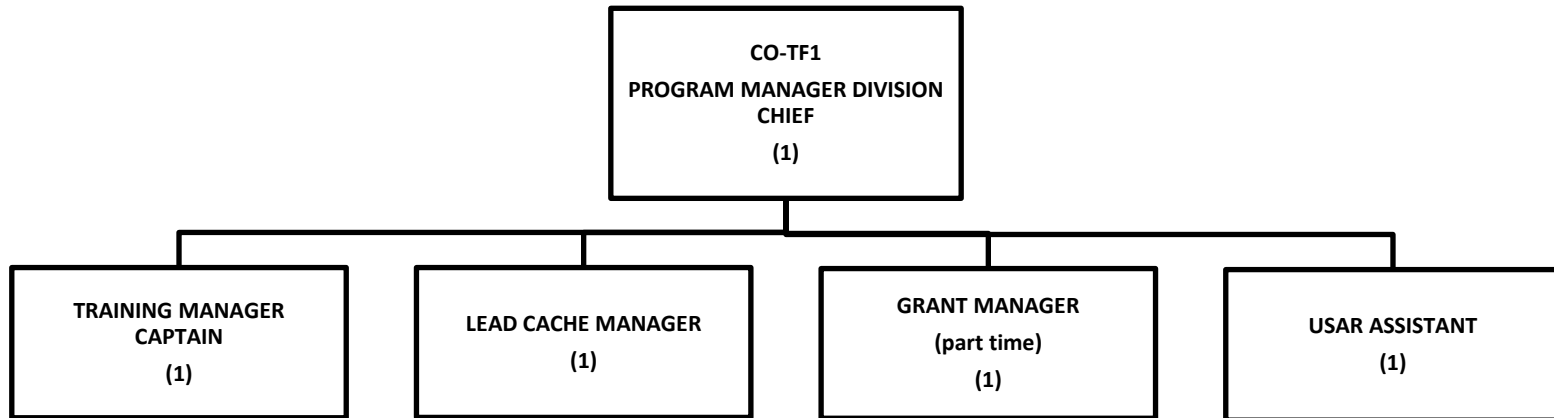 CO-TF1
PROGRAM MANAGER DIVISION
CHIEF
(1)
TRAINING MANAGER
CAPTAIN
(1)
LEAD CACHE MANAGER
(1)
GRANT MANAGER
(part time)
(1)
USAR ASSISTANT
(1)